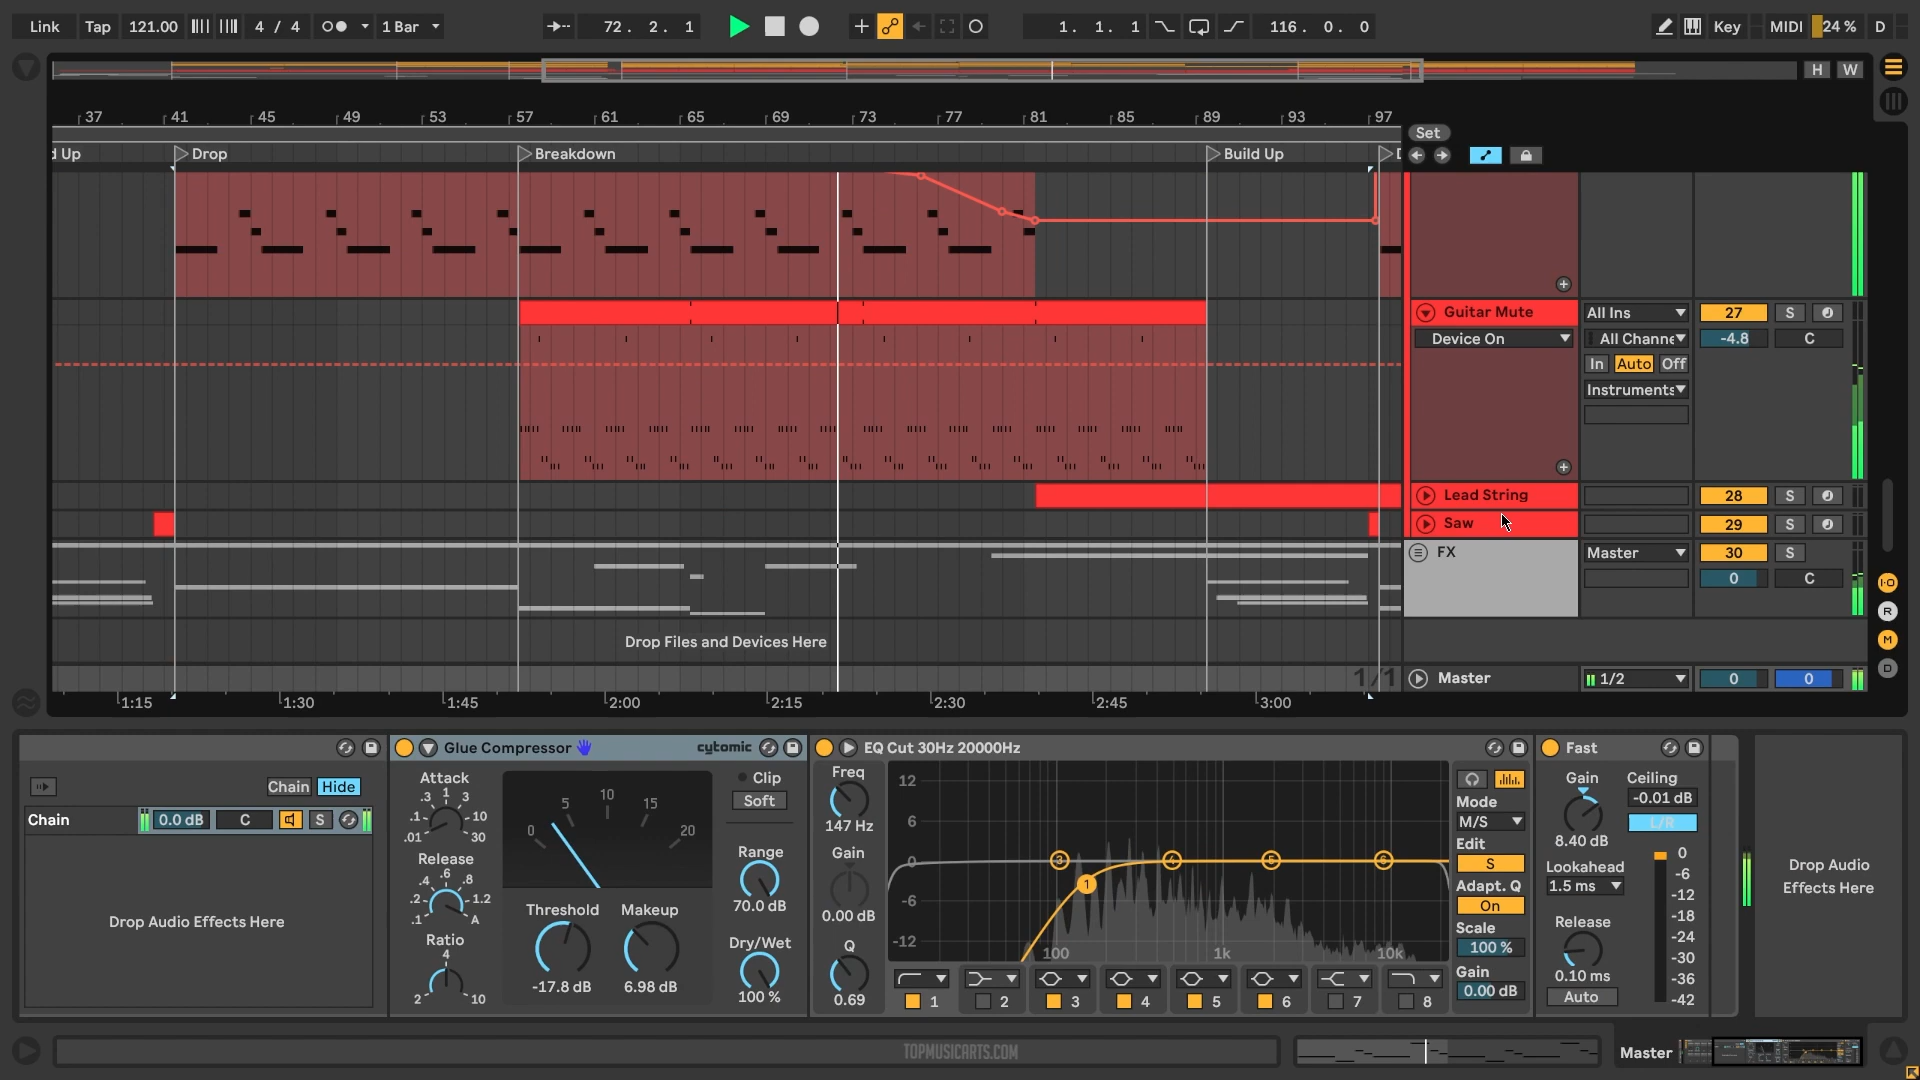 Link Tap 121.00 4 / 4 1 Bar 72. 2. 1 1. 1. 1 116. 0. 0 Key MIDI 24 % D
H W
37 41 45 49 53 57 61 65 69 73 77 81 85 89 93 97
Set
d Up Drop Breakdown Build Up
Guitar Mute All Ins 27 S
Device On All Channe -4.8 C
In Auto Off
Instruments
Lead String 28 S
Saw 29 S
FX Master 30 S
0 C
Drop Files and Devices Here
1/1 Master 1/2 0 0
1:15 1:30 1:45 2:00 2:15 2:30 2:45 3:00
I·O
R
M
D
Chain Hide
Chain 0.0 dB C S
Drop Audio Effects Here
Glue Compressor cytomic
Attack
.01 .1 .3 1 3 10 30
Release
.1 .2 .4 .6 .8 1.2 A
Ratio
2 4 10
0 5 10 15 20
Threshold
-17.8 dB
Makeup
6.98 dB
Clip
Soft
Range
70.0 dB
Dry/Wet
100 %
EQ Cut 30Hz 20000Hz
Freq
147 Hz
Gain
0.00 dB
Q
0.69
12
6
0
-6
-12
1 3 4 5 6
100 1k 10k
1 2 3 4 5 6 7 8
Mode
M/S
Edit
S
Adapt. Q
On
Scale
100 %
Gain
0.00 dB
Fast
Gain
8.40 dB
Ceiling
-0.01 dB
L/R
Lookahead
1.5 ms
Release
0.10 ms
Auto
0
-6
-12
-18
-24
-30
-36
-42
Drop Audio
Effects Here
TOPMUSICARTS.COM
Master